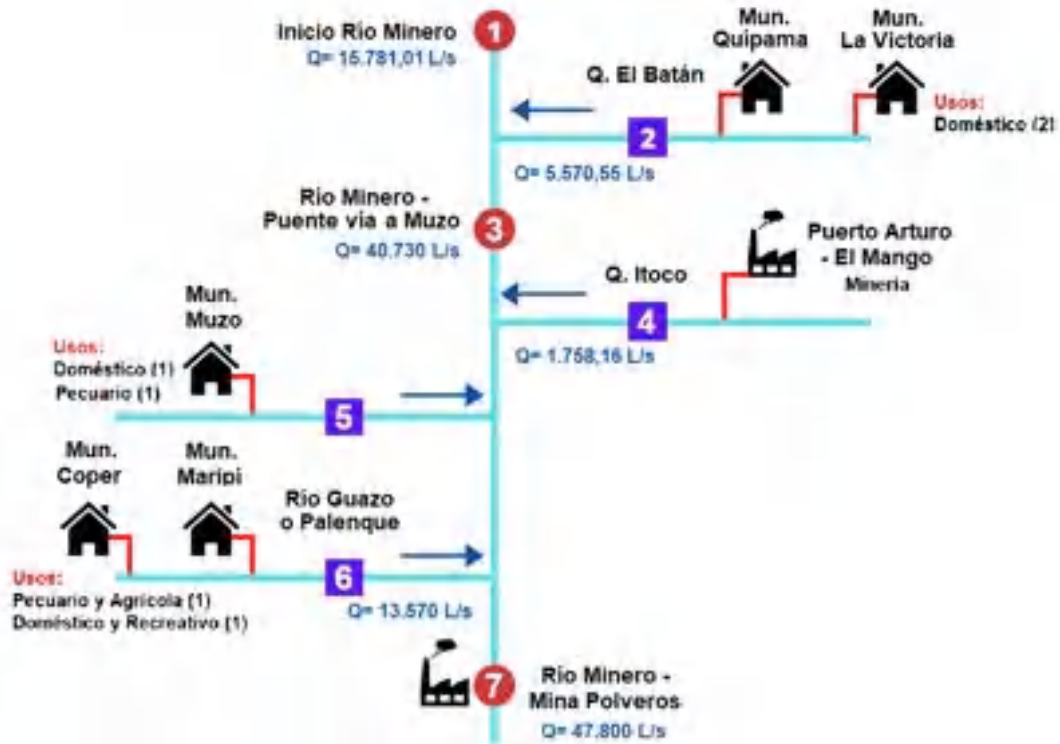 Inicio Río Minero
1
Q= 15.781,01 L/s
Mun.
Quipama
Mun.
La Victoria
Q. El Batán
Usos:
Doméstico (2)
2
Q= 5.570,55 L/s
Río Minero -
Puente via a Muzo
3
Q= 40.730 L/s
Puerto Arturo
- El Mango
Mineria
Q. Itoco
4
Q= 1.758,16 L/s
Mun.
Muzo
Usos:
Doméstico (1)
Pecuario (1)
5
Mun.
Coper
Mun.
Maripi
Río Guazo
o Palenque
6
Usos:
Pecuario y Agrícola (1)
Doméstico y Recreativo (1)
Q= 13.570 L/s
7
Río Minero -
Mina Polveros
Q= 47.800 L/s